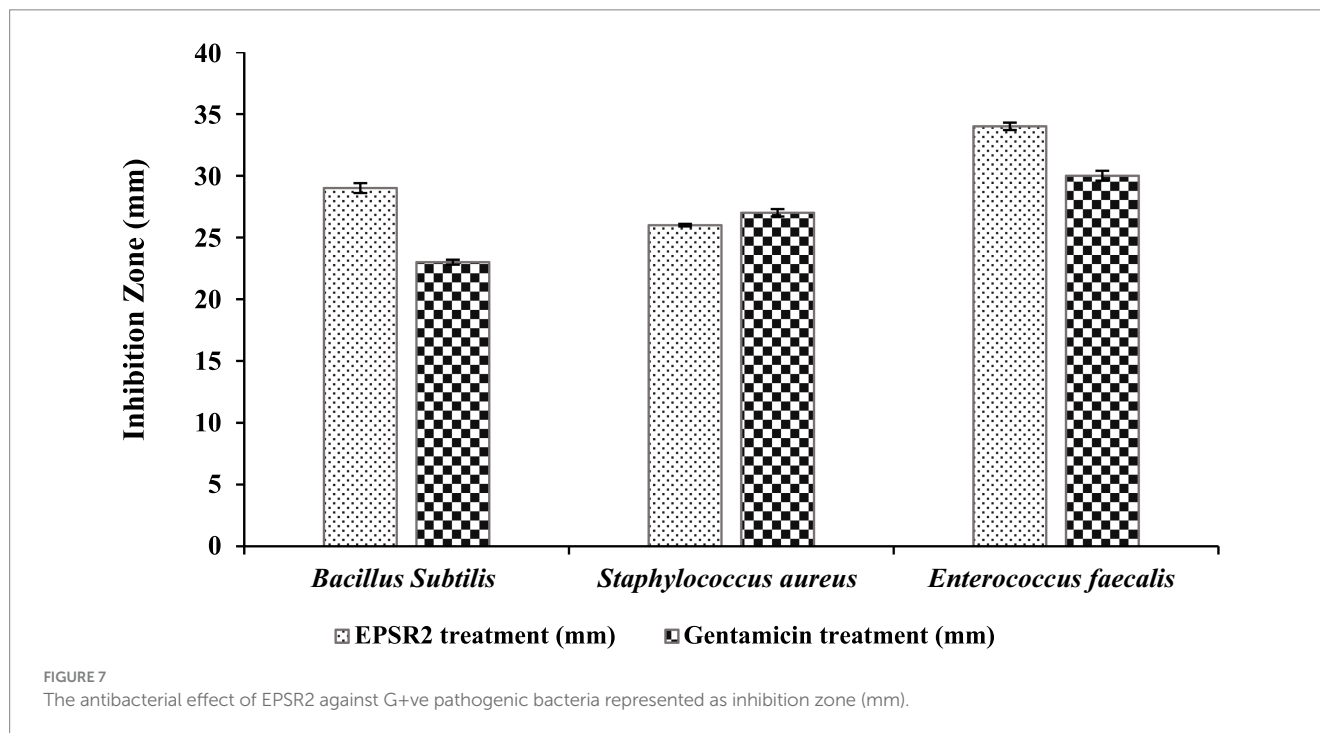 40
35
30
25
20
15
10
5
0
Inhibition Zone (mm)
Bacillus Subtilis Staphylococcus aureus Enterococcus faecalis
EPSR2 treatment (mm) Gentamicin treatment (mm)
FIGURE 7
The antibacterial effect of EPSR2 against G+ve pathogenic bacteria represented as inhibition zone (mm).